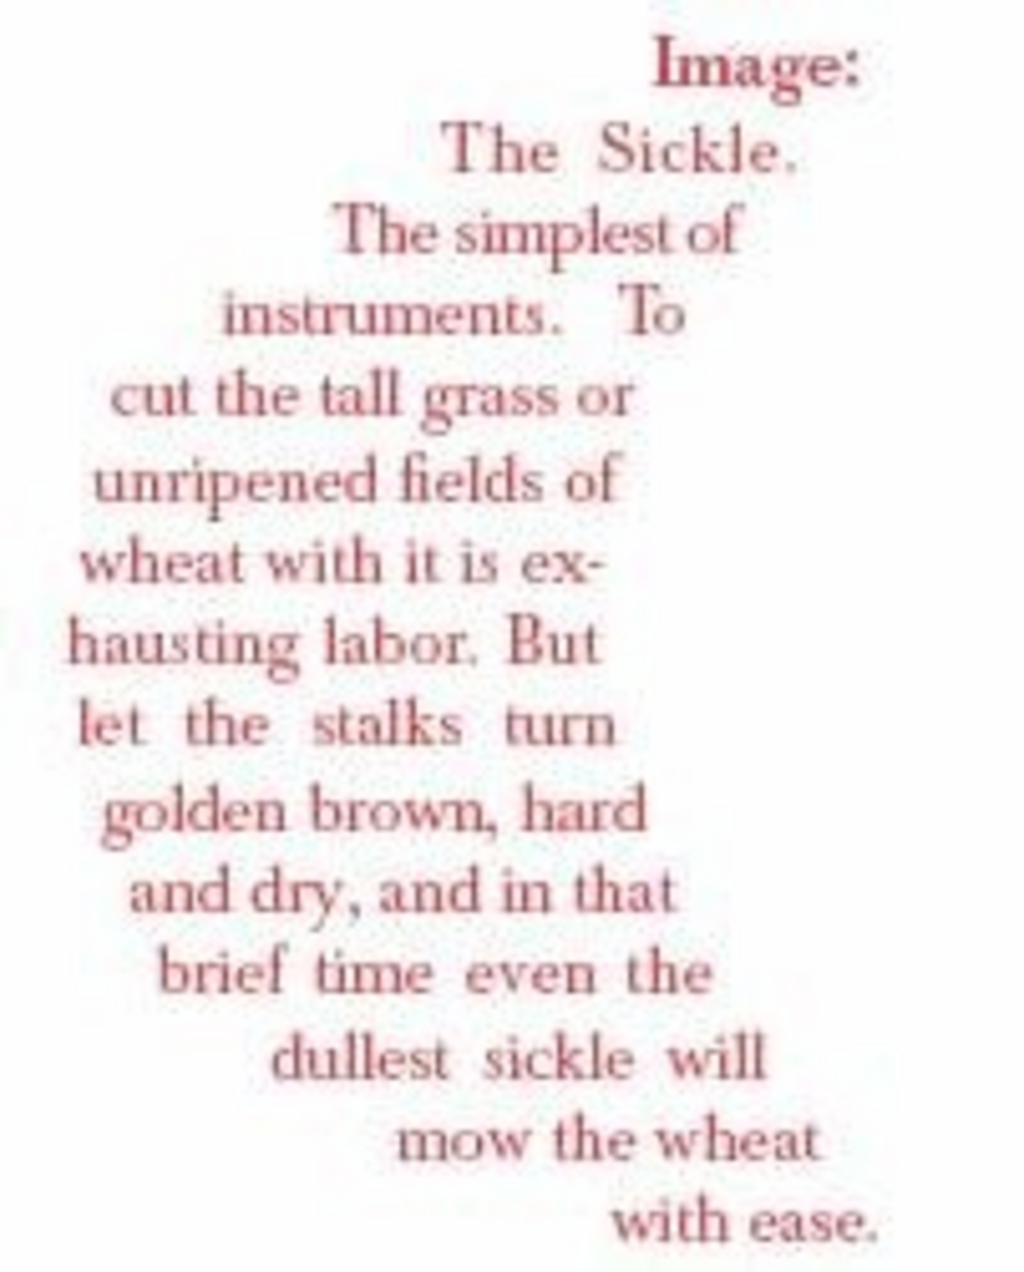 Image:
The Sickle.
The simplest of
instruments. To
cut the tall grass or
unripened fields of
wheat with it is ex-
hausting labor. But
let the stalks turn
golden brown, hard
and dry, and in that
brief time even the
dullest sickle will
mow the wheat
with ease.